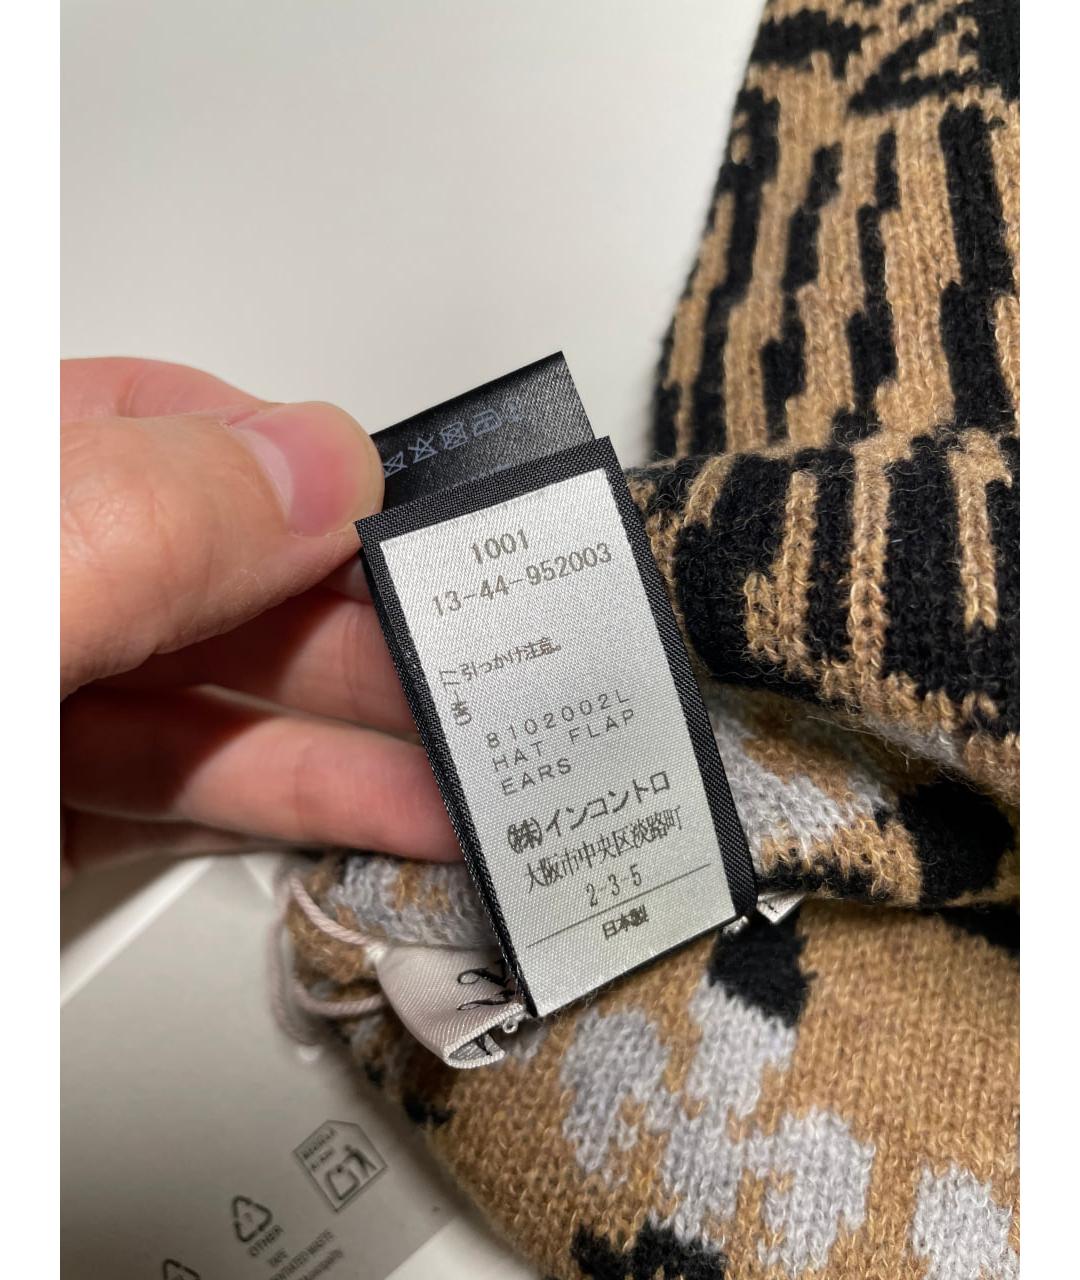 1001
13-44-952003
引っかけ注意。
8102002L
HAT FLAP
EARS
㈱インコントロ
大阪市中央区淡路町
2-3-5
日本製
OTHER